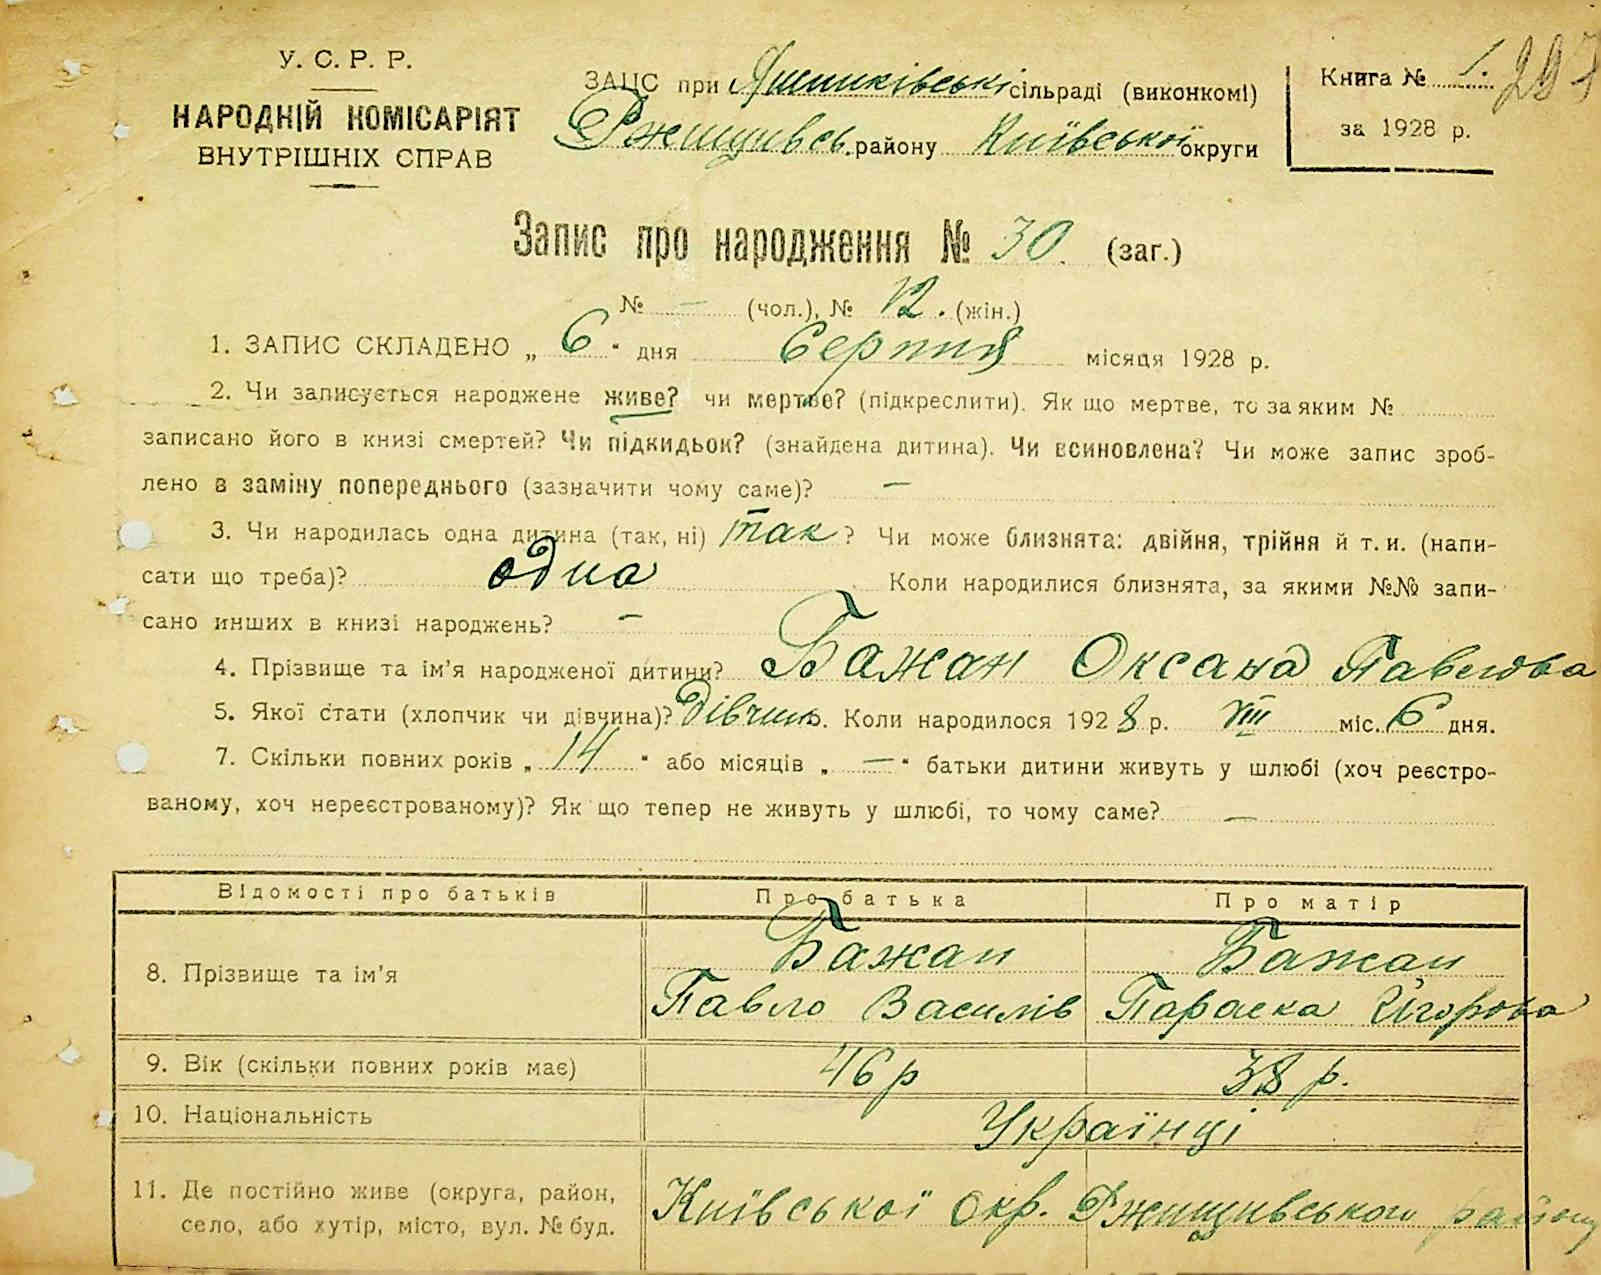 У. С. Р. Р.
НАРОДНІЙ КОМІСАРІЯТ
ВНУТРІШНІХ СПРАВ
ЗАЦС при Яшниківські сільраді (виконкомі)
Ржищивсь. району Київської округи
Книга № 1. 297
за 1928 р.
Запис про народження № 30. (заг.)
№ — (чол.), № 12. (жін.)
1. ЗАПИС СКЛАДЕНО „ 6 “ дня Серпня місяця 1928 р.
2. Чи записується народжене живе? чи мертве? (підкреслити). Як що мертве, то за яким №
записано його в книзі смертей? Чи підкидьок? (знайдена дитина). Чи всиновлена? Чи може запис зроб-
лено в заміну попереднього (зазначити чому саме)? —
3. Чи народилась одна дитина (так, ні) так ? Чи може близнята: двійня, трійня й т. и. (напи-
сати що треба)? одна Коли народилися близнята, за якими №№ запи-
сано инших в книзі народжень? —
4. Прізвище та ім'я народженої дитини? Бажан Оксана Павлова
5. Якої стати (хлопчик чи дівчина)? Дівчина. Коли народилося 1928 р. VIII міс. 6 дня.
7. Скільки повних років „ 14 “ або місяців „ — “ батьки дитини живуть у шлюбі (хоч реєстро-
ваному, хоч нереєстрованому)? Як що тепер не живуть у шлюбі, то чому саме? —
Відомості про батьків Про батька Про матір
8. Прізвище та ім'я Бажан Бажан
Павло Василів Параска Ігорова
9. Вік (скільки повних років має) 46 р 38 р.
10. Національність Українці
11. Де постійно живе (округа, район,
село, або хутір, місто, вул. № буд. Київської Окр. Ржищивського району